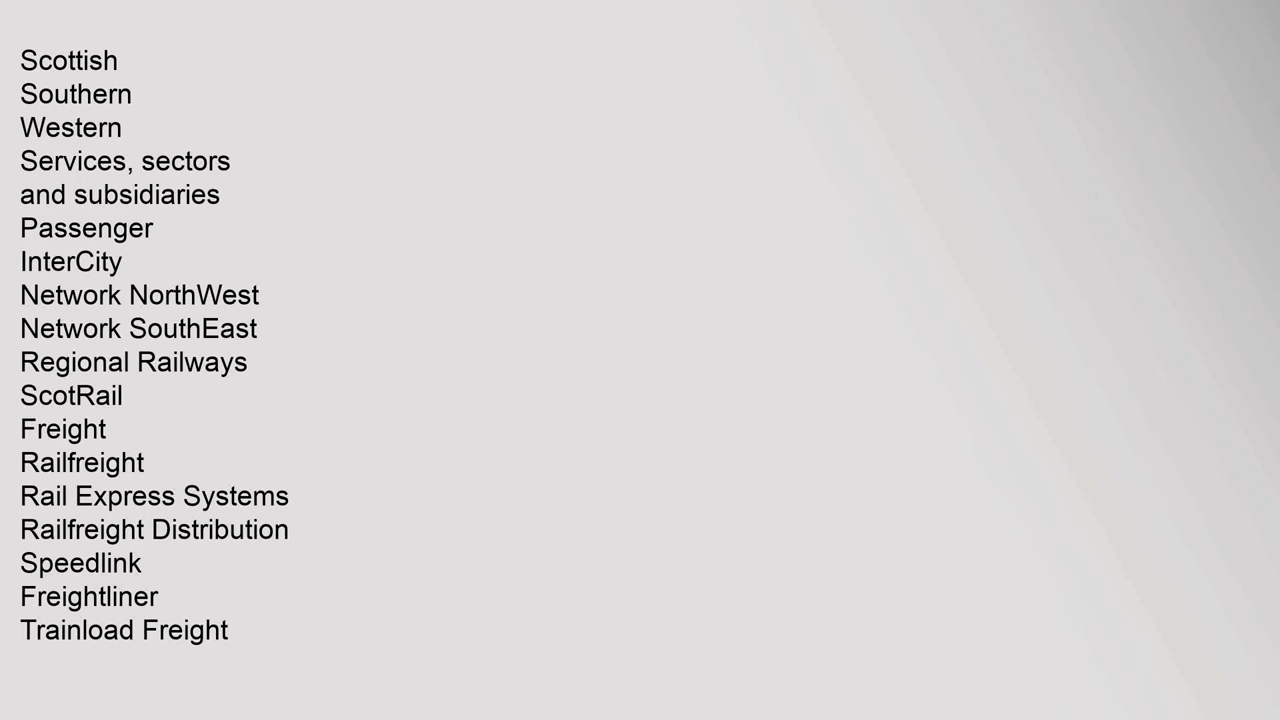 Scottish
Southern
Western
Services, sectors
and subsidiaries
Passenger
InterCity
Network NorthWest
Network SouthEast
Regional Railways
ScotRail
Freight
Railfreight
Rail Express Systems
Railfreight Distribution
Speedlink
Freightliner
Trainload Freight